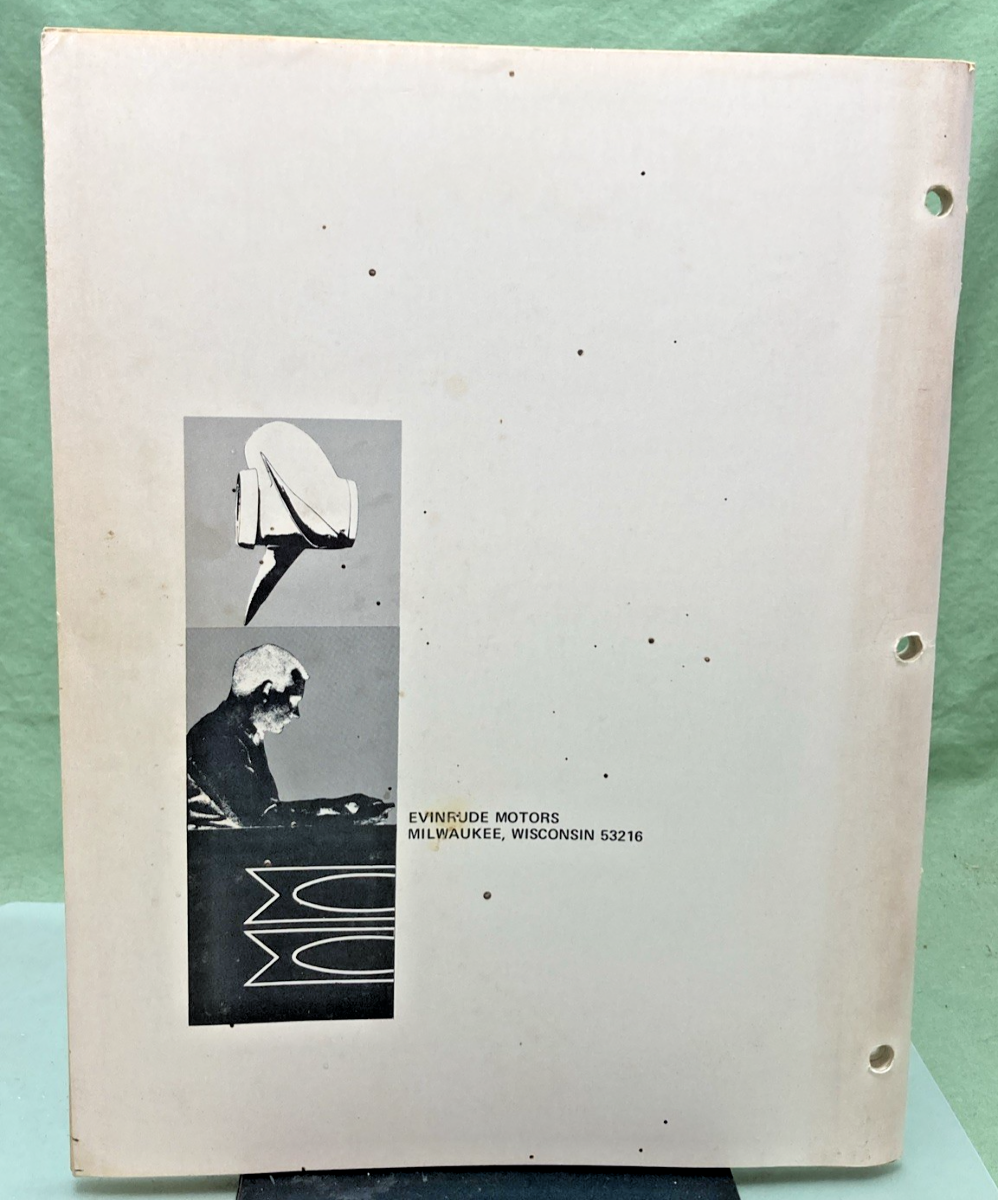 EVINRUDE MOTORS
MILWAUKEE, WISCONSIN 53216